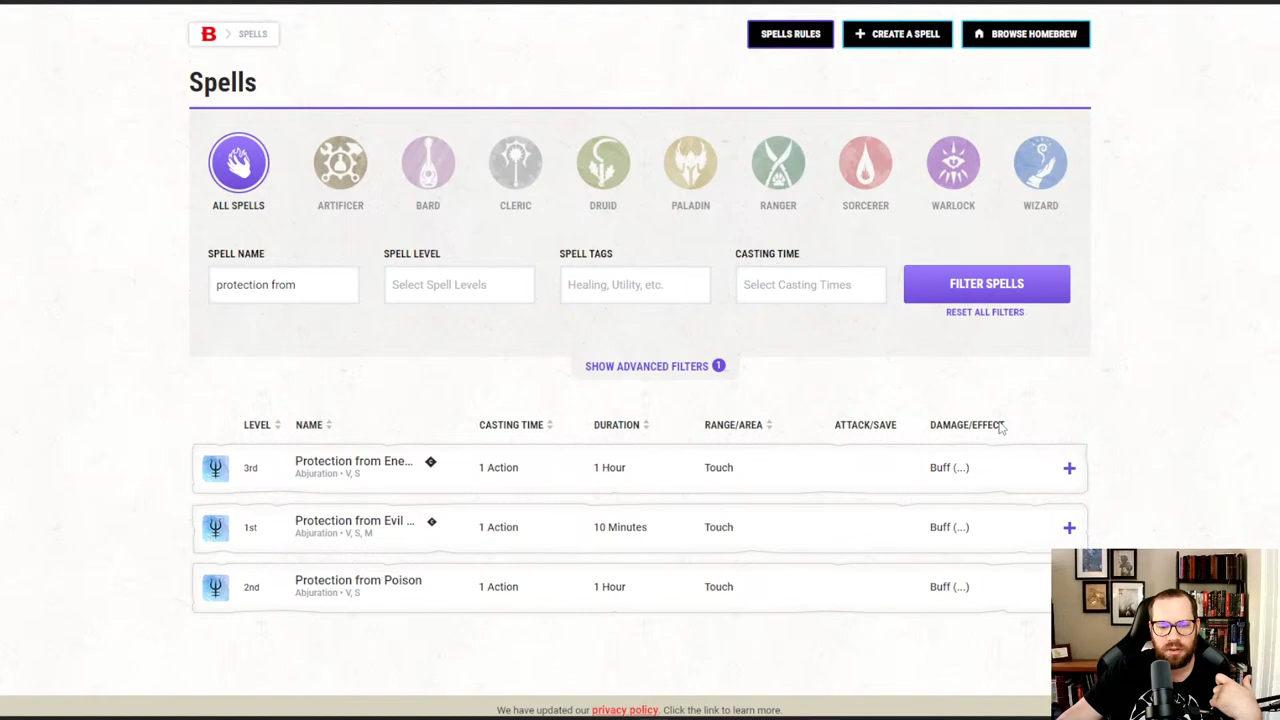 B SPELLS
SPELLS RULES
CREATE A SPELL
BROWSE HOMEBREW
Spells
ALL SPELLS
ARTIFICER
BARD
CLERIC
DRUID
PALADIN
RANGER
SORCERER
WARLOCK
WIZARD
SPELL NAME
SPELL LEVEL
SPELL TAGS
CASTING TIME
protection from
Select Spell Levels
Healing, Utility, etc.
Select Casting Times
FILTER SPELLS
RESET ALL FILTERS
SHOW ADVANCED FILTERS 1
LEVEL NAME CASTING TIME DURATION RANGE/AREA ATTACK/SAVE DAMAGE/EFFECT
3rd Protection from Ene... 1 Action 1 Hour Touch Buff (...)
Abjuration • V, S
1st Protection from Evil ... 1 Action 10 Minutes Touch Buff (...)
Abjuration • V, S, M
2nd Protection from Poison 1 Action 1 Hour Touch Buff (...)
Abjuration • V, S
We have updated our privacy policy. Click the link to learn more.